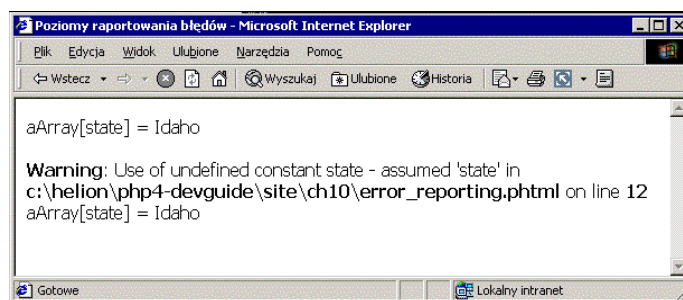 Poziomy raportowania błędów - Microsoft Internet Explorer
Plik Edycja Widok Ulubione Narzędzia Pomoc
Wstecz Wyszukaj Ulubione Historia
aArray[state] = Idaho
Warning: Use of undefined constant state - assumed 'state' in
c:\helion\php4-devguide\site\ch10\error_reporting.phtml on line 12
aArray[state] = Idaho
Gotowe Lokalny intranet